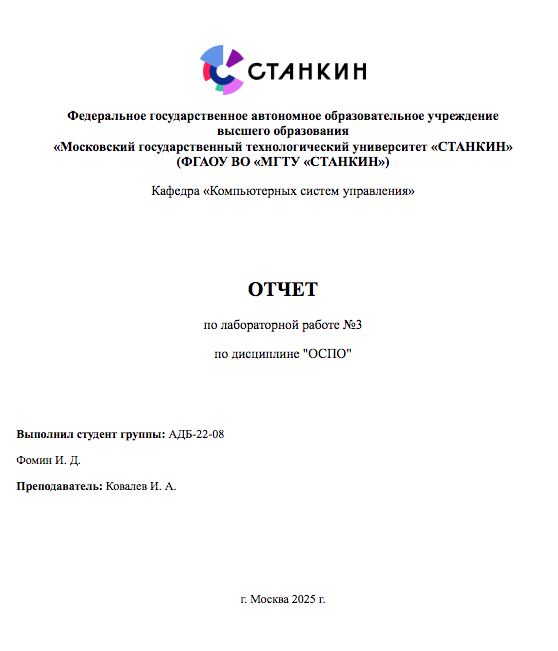 СТАНКИН
Федеральное государственное автономное образовательное учреждение
высшего образования
«Московский государственный технологический университет «СТАНКИН»
(ФГАОУ ВО «МГТУ «СТАНКИН»)
Кафедра «Компьютерных систем управления»
ОТЧЕТ
по лабораторной работе №3
по дисциплине "ОСПО"
Выполнил студент группы: АДБ-22-08
Фомин И. Д.
Преподаватель: Ковалев И. А.
г. Москва 2025 г.